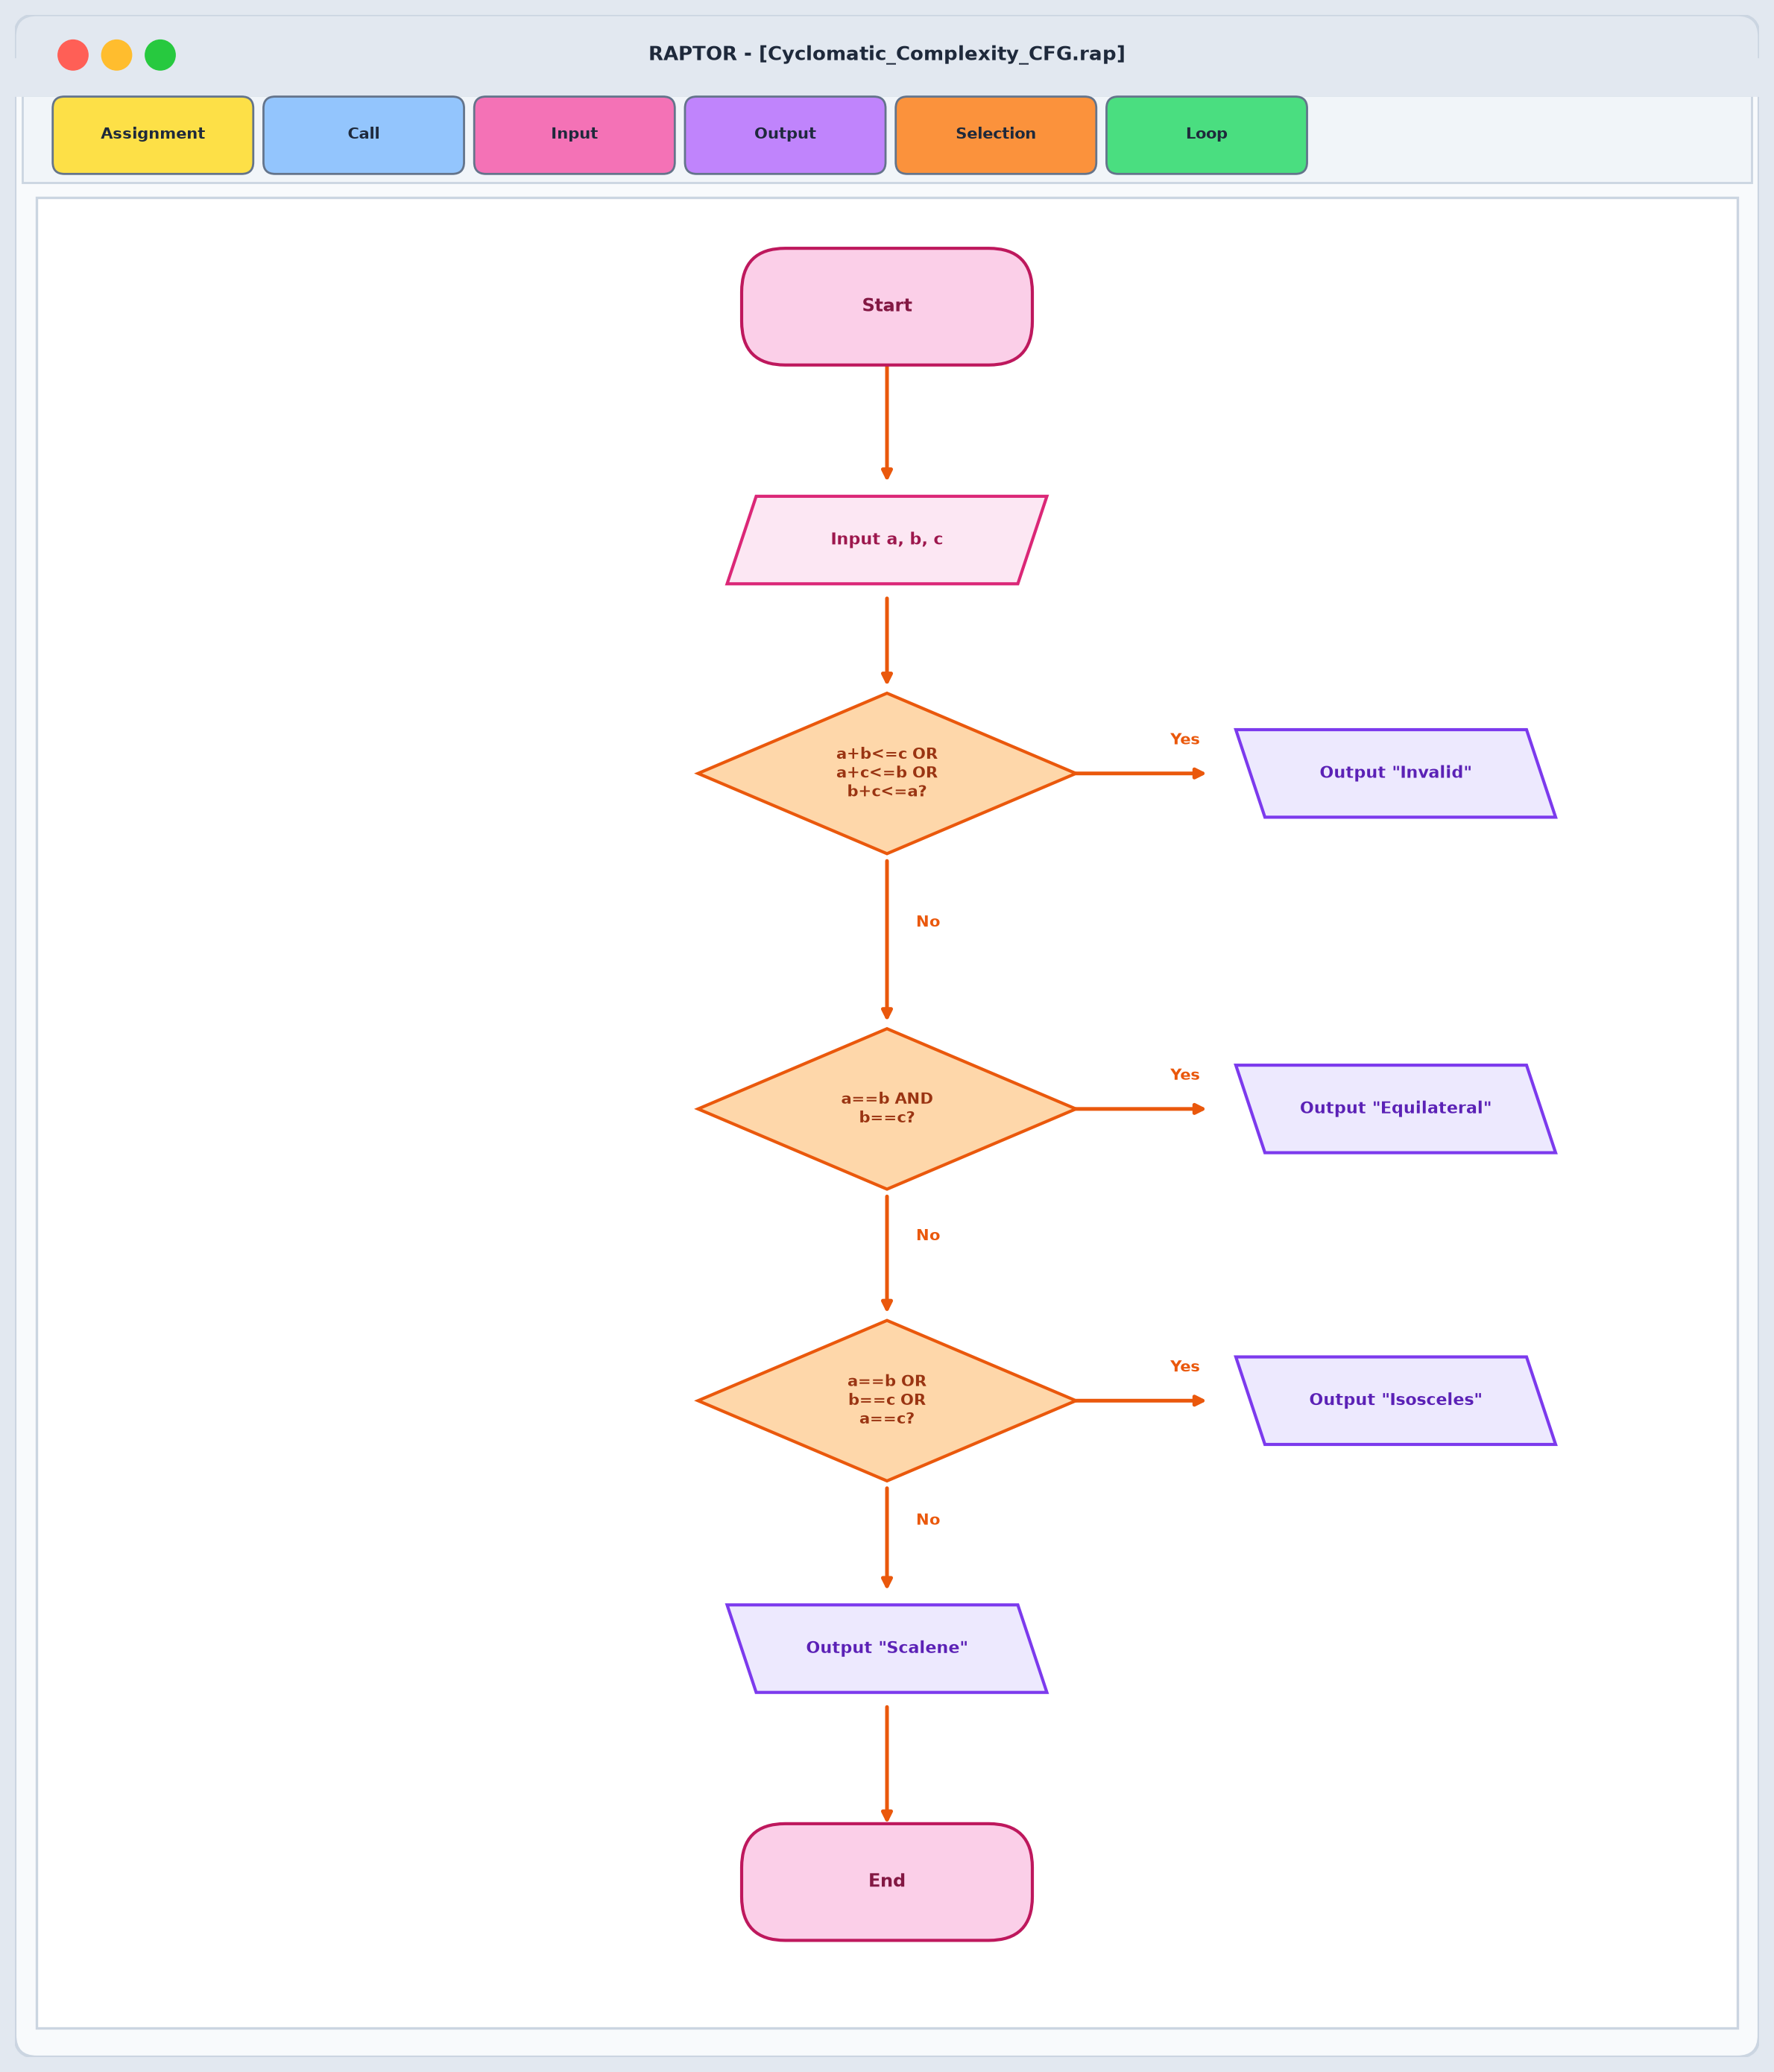 RAPTOR - [Cyclomatic_Complexity_CFG.rap]
Assignment
Call
Input
Output
Selection
Loop
Start
Input a, b, c
a+b<=c OR
a+c<=b OR
b+c<=a?
Yes
Output "Invalid"
No
a==b AND
b==c?
Yes
Output "Equilateral"
No
a==b OR
b==c OR
a==c?
Yes
Output "Isosceles"
No
Output "Scalene"
End